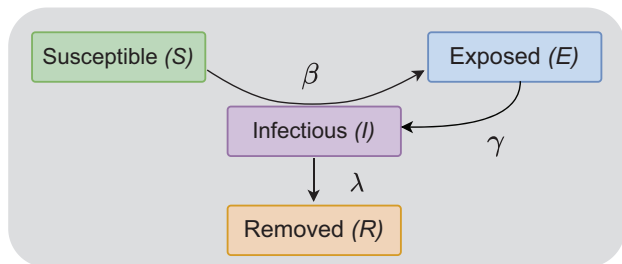 Susceptible (S)
Exposed (E)
β
Infectious (I)
γ
λ
Removed (R)